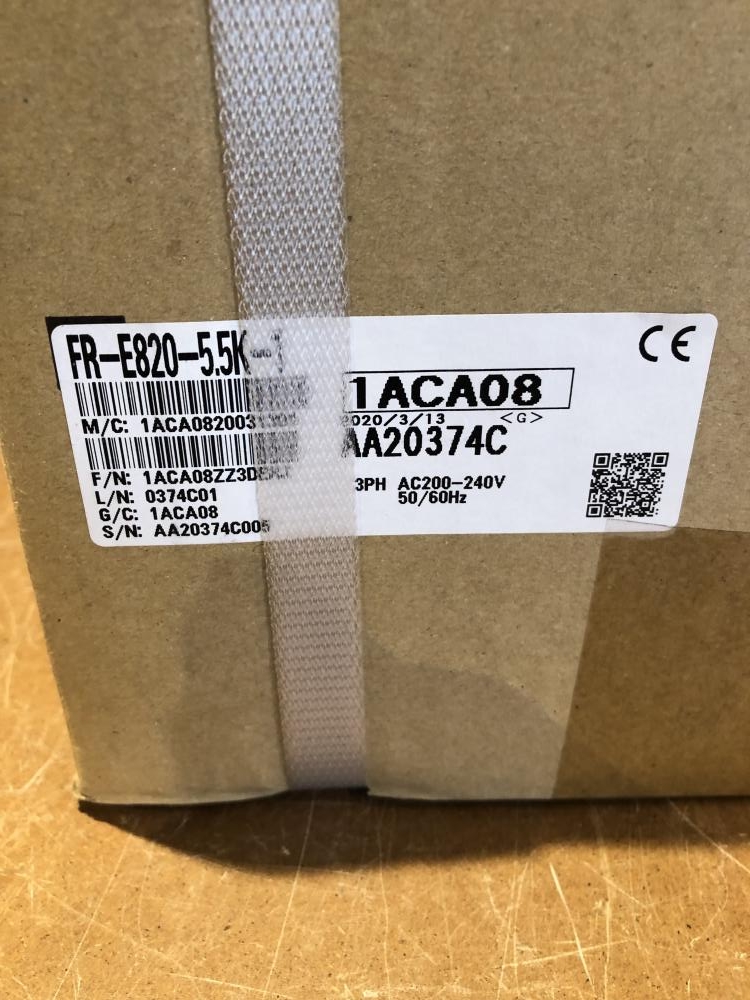 FR-E820-5.5K
CE
1ACA08
M/C: 1ACA082003
2020/3/13 <G>
AA20374C
F/N: 1ACA08ZZ3D
L/N: 0374C01
G/C: 1ACA08
S/N: AA20374C005
3PH AC200-240V
50/60Hz